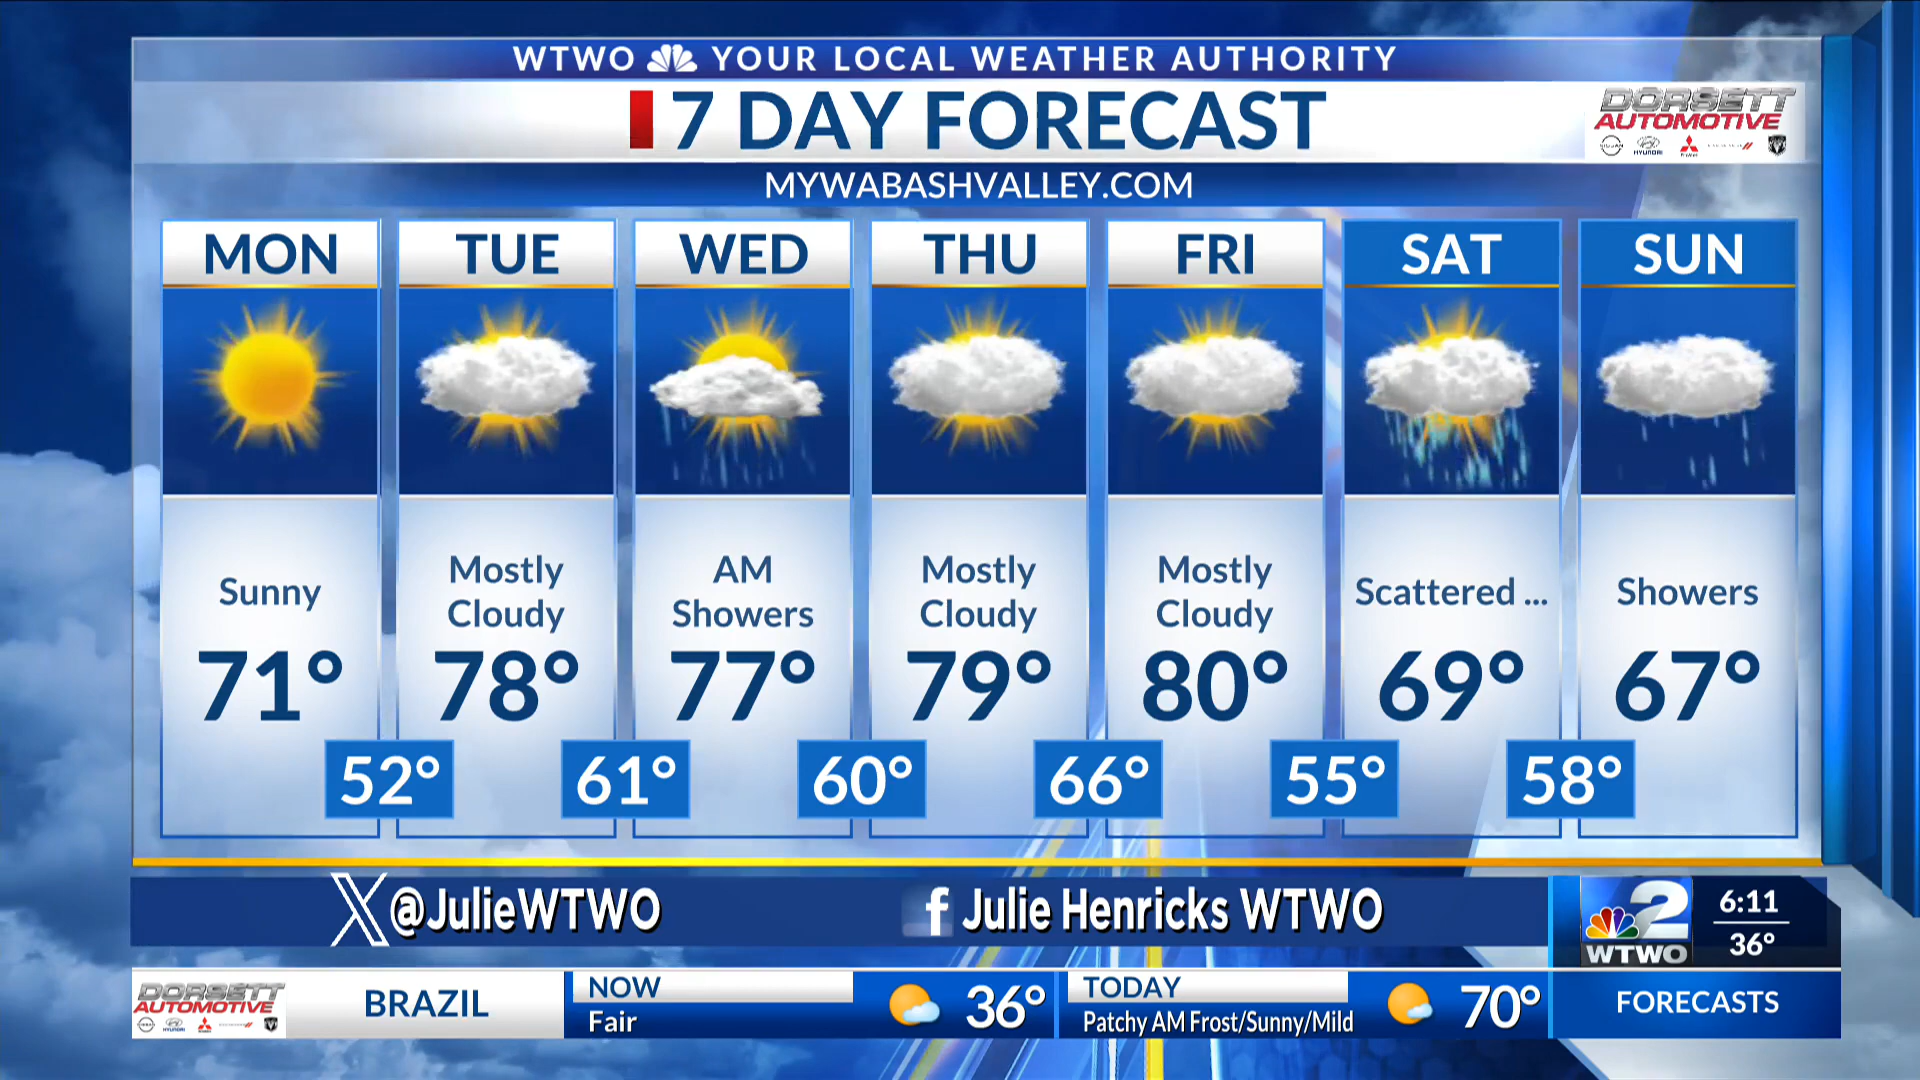 WTWO YOUR LOCAL WEATHER AUTHORITY
7 DAY FORECAST
DORSETT
AUTOMOTIVE
HYUNDAI
MYWABASHVALLEY.COM
MON
TUE
WED
THU
FRI
SAT
SUN
Sunny
Mostly
Cloudy
AM
Showers
Mostly
Cloudy
Mostly
Cloudy
Scattered ...
Showers
71°
78°
77°
79°
80°
69°
67°
52°
61°
60°
66°
55°
58°
@JulieWTWO
f Julie Henricks WTWO
2
WTWO
6:11
36°
DORSETT
AUTOMOTIVE
BRAZIL
NOW
Fair
36°
TODAY
Patchy AM Frost/Sunny/Mild
70°
FORECASTS